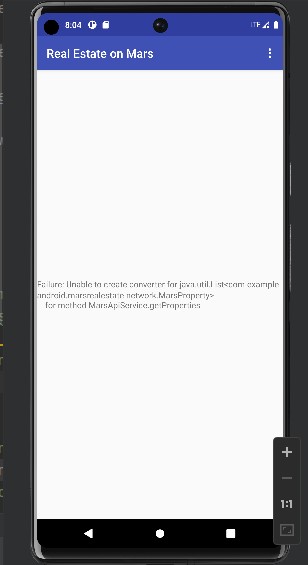 8:04
LTE
Real Estate on Mars
Failure: Unable to create converter for java.util.List<com.example
android.marsrealestate.network.MarsProperty>
for method MarsApiService.getProperties
1:1